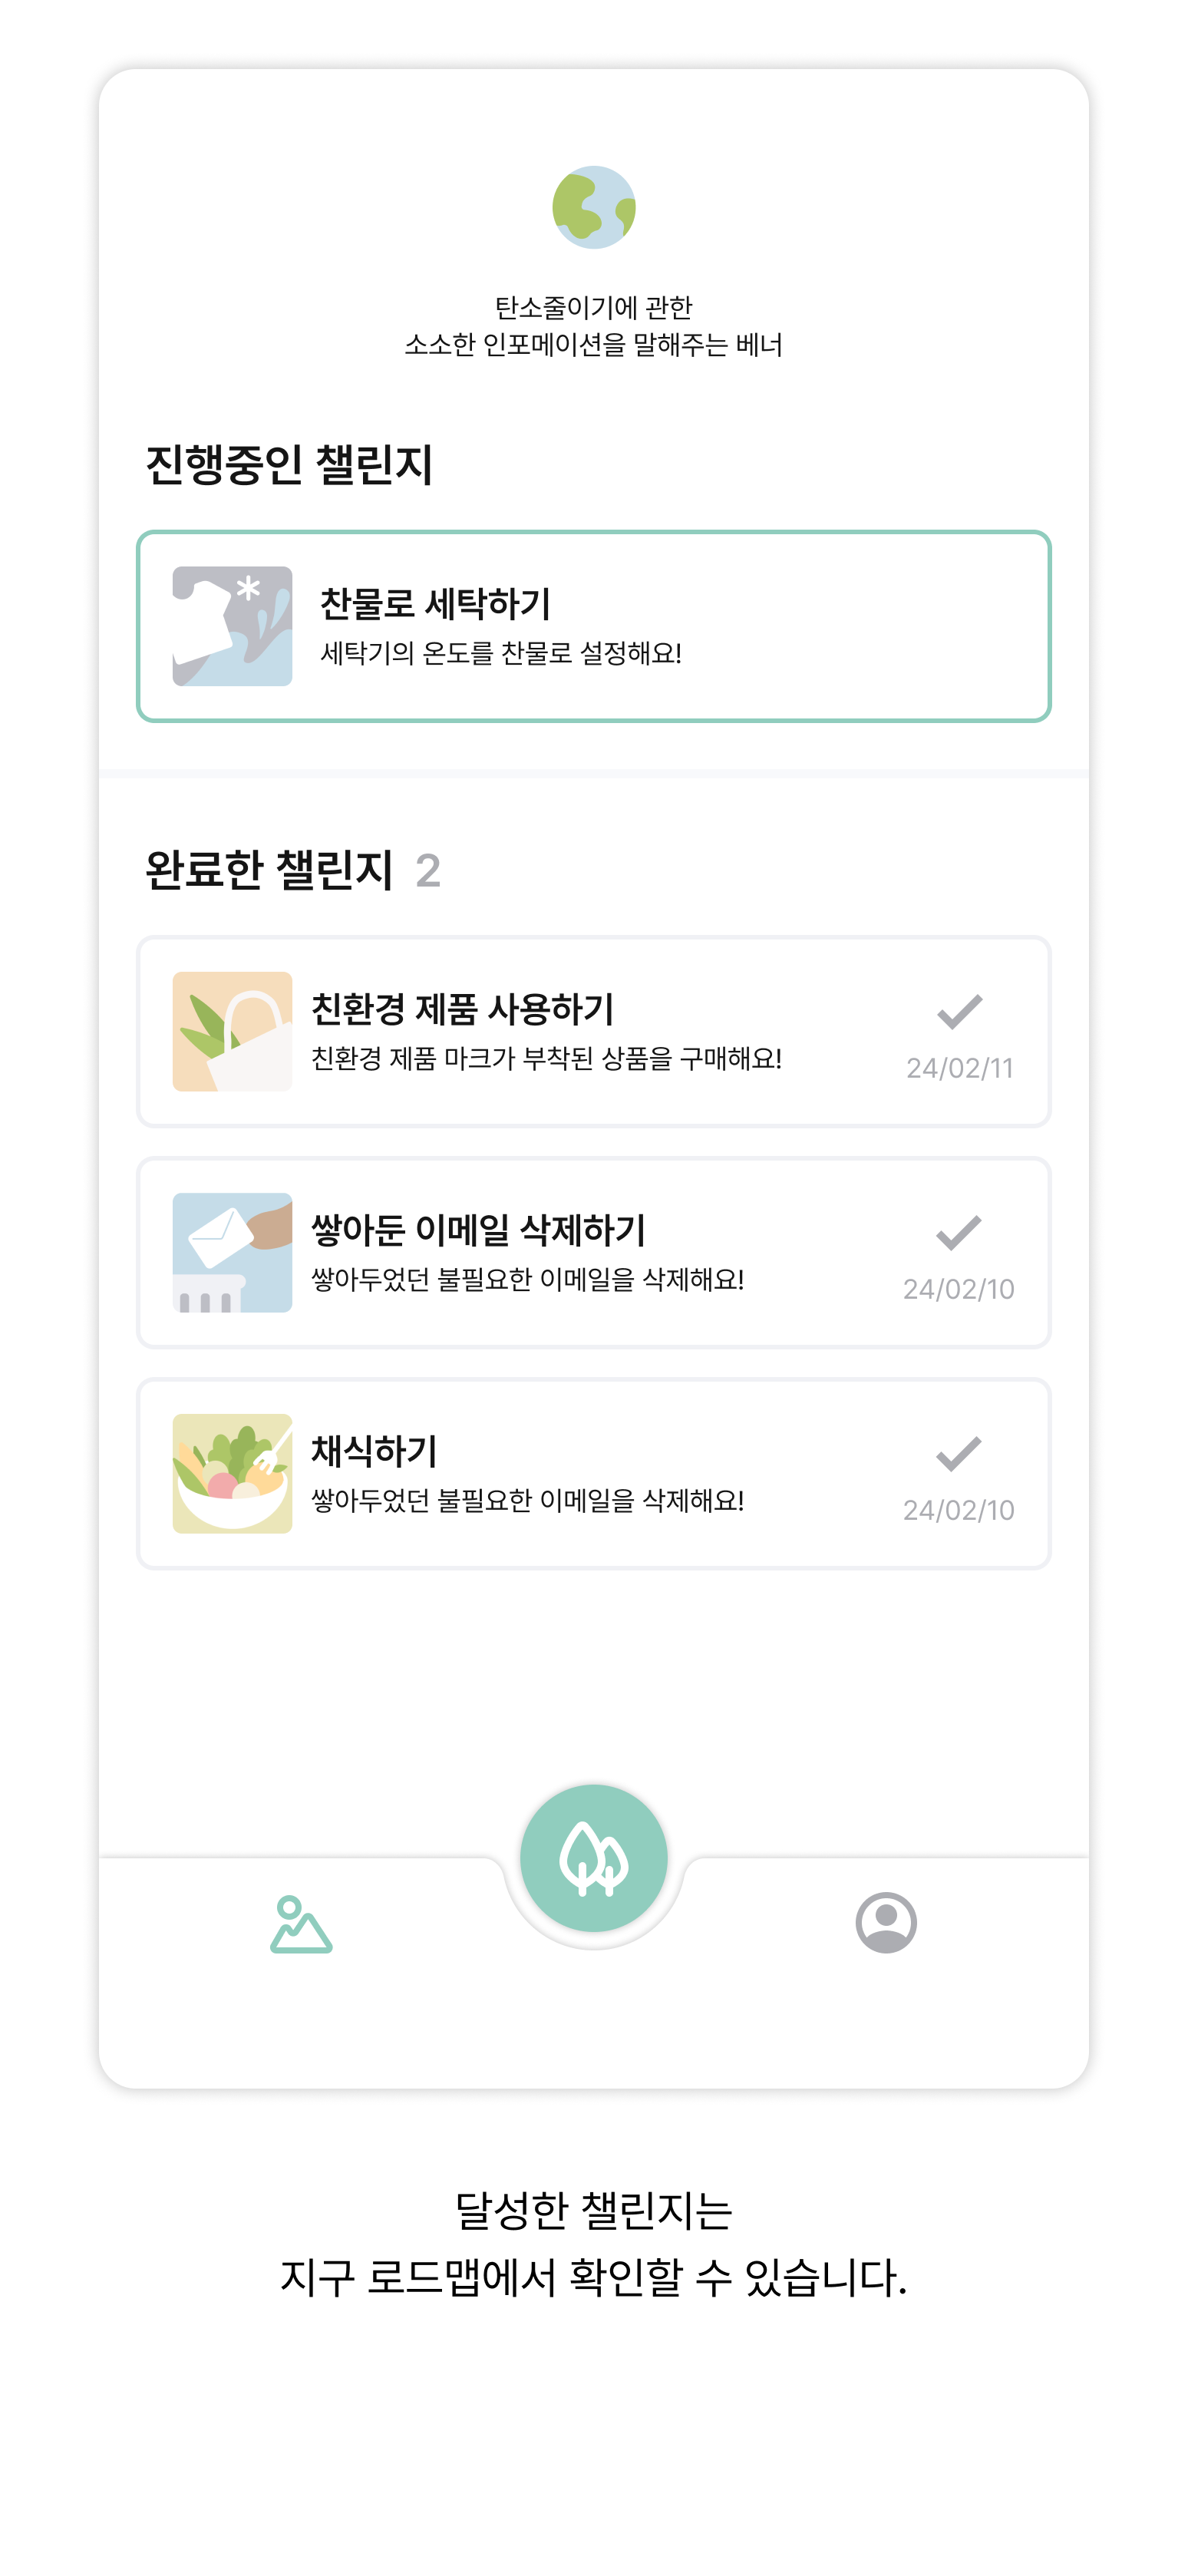 탄소줄이기에 관한
소소한 인포메이션을 말해주는 베너
진행중인 챌린지
찬물로 세탁하기
세탁기의 온도를 찬물로 설정해요!
완료한 챌린지 2
친환경 제품 사용하기
친환경 제품 마크가 부착된 상품을 구매해요!
24/02/11
쌓아둔 이메일 삭제하기
쌓아두었던 불필요한 이메일을 삭제해요!
24/02/10
채식하기
쌓아두었던 불필요한 이메일을 삭제해요!
24/02/10
달성한 챌린지는
지구 로드맵에서 확인할 수 있습니다.